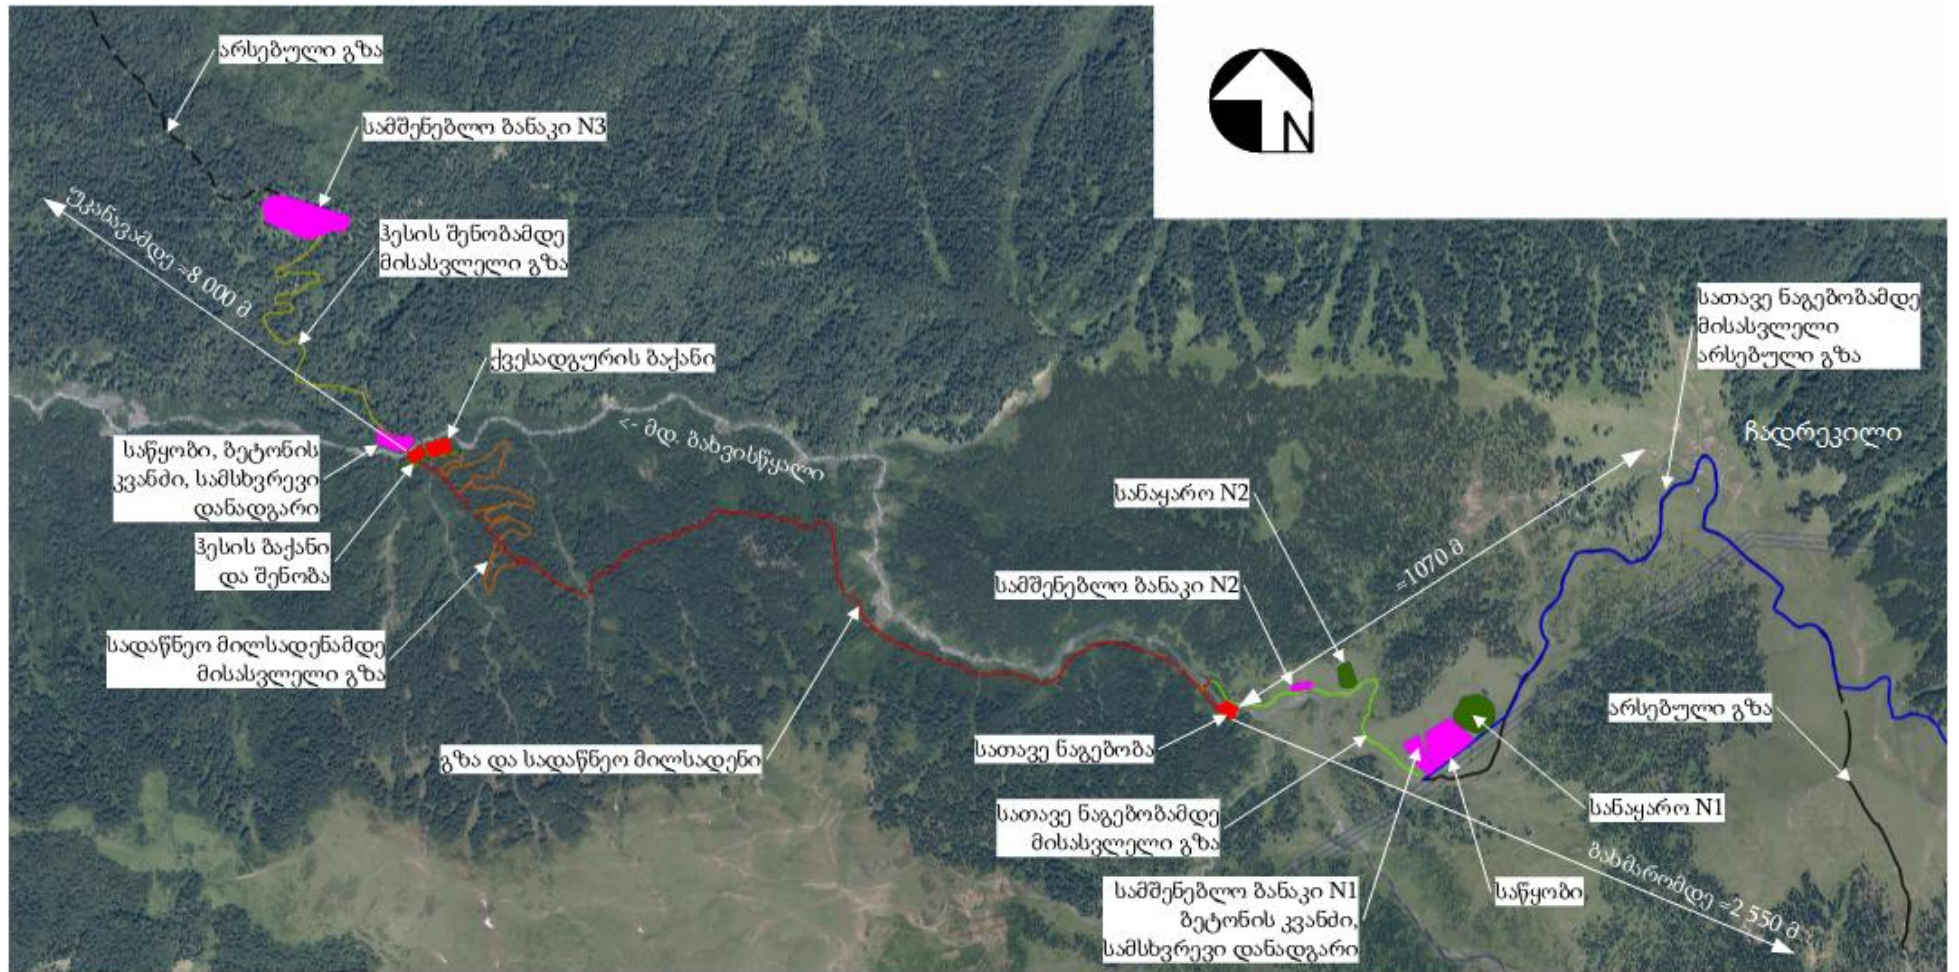 არსებული გზა
სამშენებლო ბანაკი N3
უკანავამდე ≈8 000 მ
ჰესის შენობამდე
მისასვლელი გზა
N
სათავე ნაგებობამდე
მისასვლელი
არსებული გზა
ქვესადგურის ბაქანი
ჩადრეკილი
<- მდ. ბახვისწყალი
საწყობი, ბეტონის
კვანძი, სამსხვრევი
დანადგარი
სანაყარო N2
ჰესის ბაქანი
და შენობა
≈1070 მ
სამშენებლო ბანაკი N2
სადაწნეო მილსადენამდე
მისასვლელი გზა
არსებული გზა
გზა და სადაწნეო მილსადენი
სათავე ნაგებობა
სანაყარო N1
სათავე ნაგებობამდე
მისასვლელი გზა
ბახმარომდე ≈2 550 მ
სამშენებლო ბანაკი N1
ბეტონის კვანძი,
სამსხვრევი დანადგარი
საწყობი